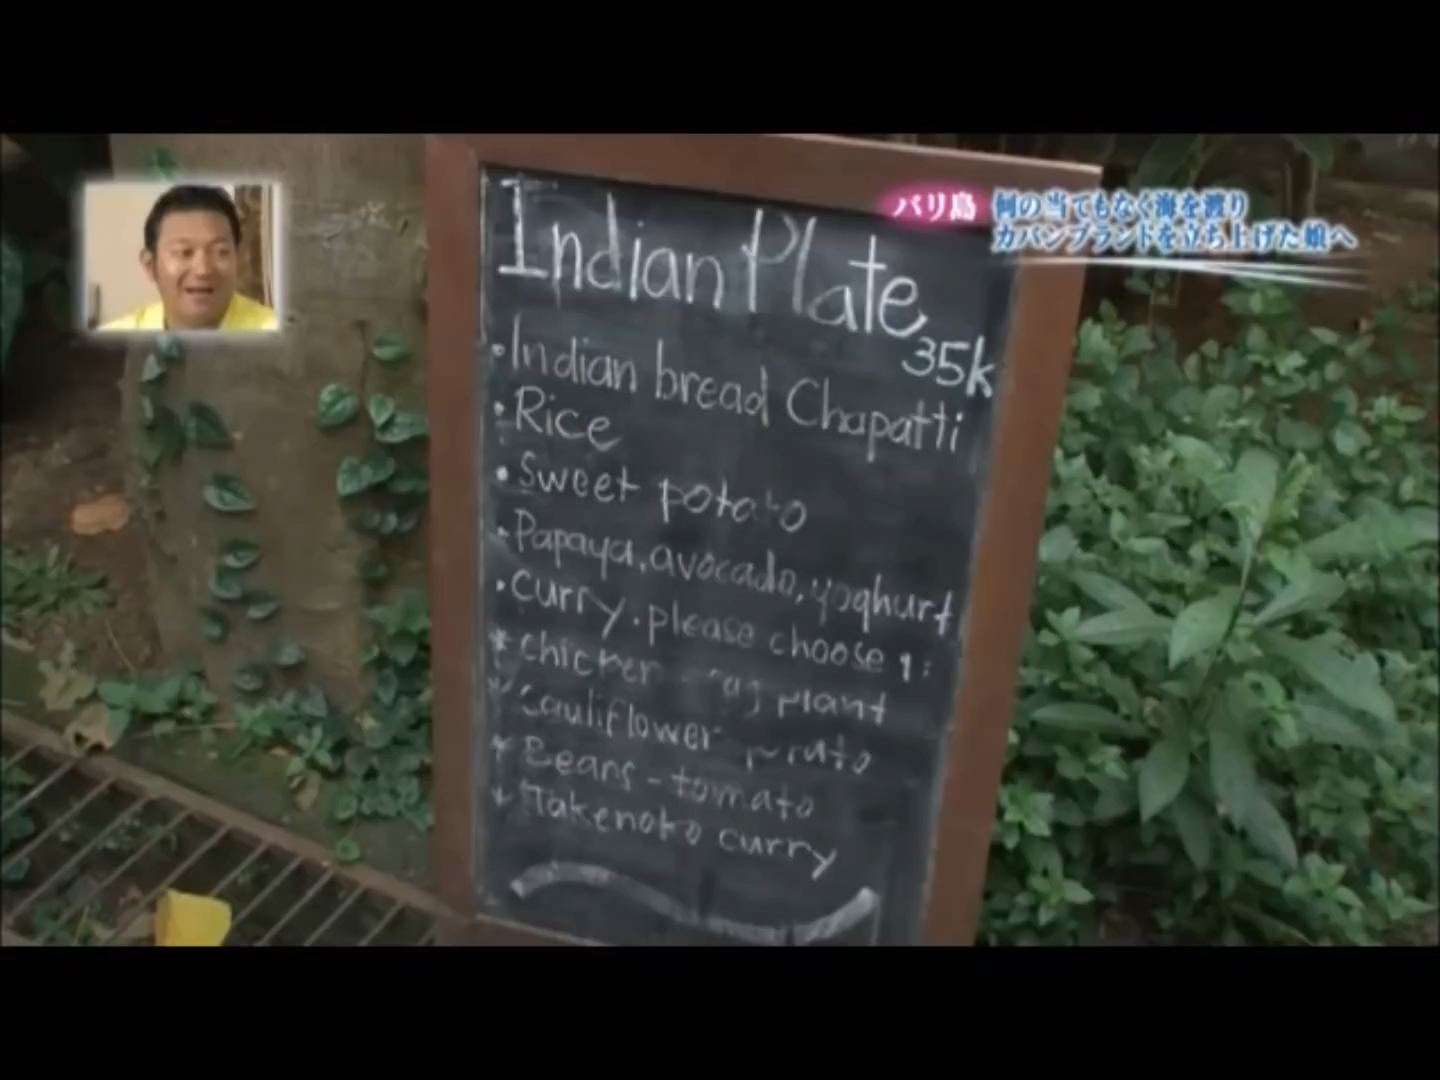 バリ島 何の当てもなく海を渡り
カバンブランドを立ち上げた娘へ
Indian Plate
35k
• Indian bread Chapatti
• Rice
• Sweet potato
• Papaya, avocado, yoghurt
• curry. please choose 1:
* chicken plant
* Cauliflower
* Beans - tomato
* Takenoko curry